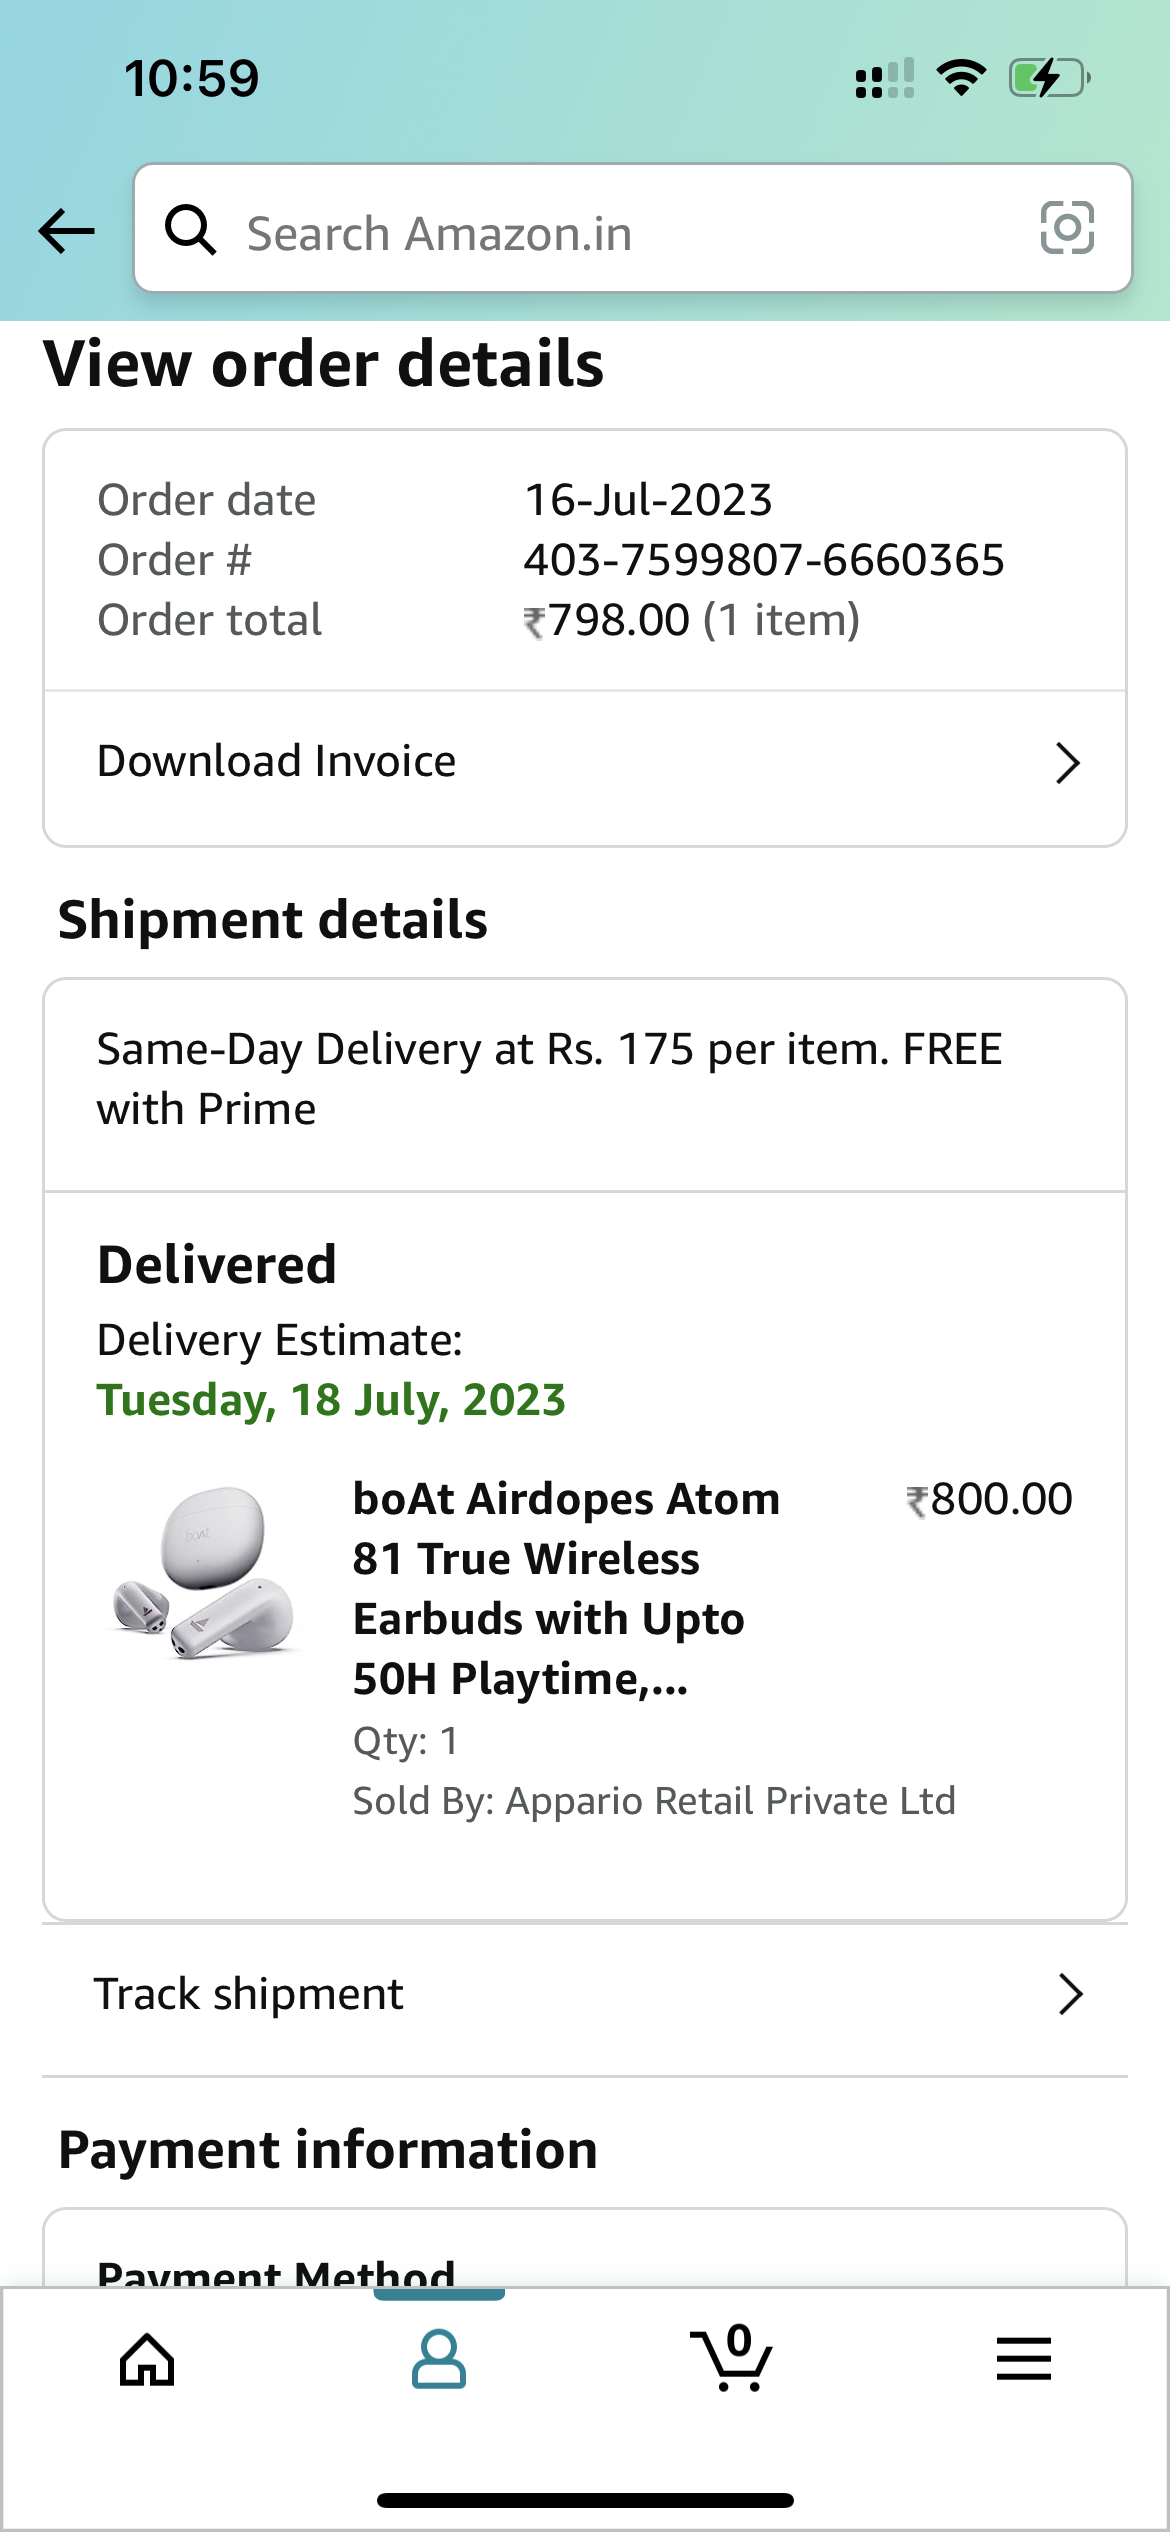 10:59
Search Amazon.in
View order details
Order date 16-Jul-2023
Order # 403-7599807-6660365
Order total ₹798.00 (1 item)
Download Invoice
Shipment details
Same-Day Delivery at Rs. 175 per item. FREE
with Prime
Delivered
Delivery Estimate:
Tuesday, 18 July, 2023
boAt
boAt Airdopes Atom ₹800.00
81 True Wireless
Earbuds with Upto
50H Playtime,...
Qty: 1
Sold By: Appario Retail Private Ltd
Track shipment
Payment information
Payment Method
0